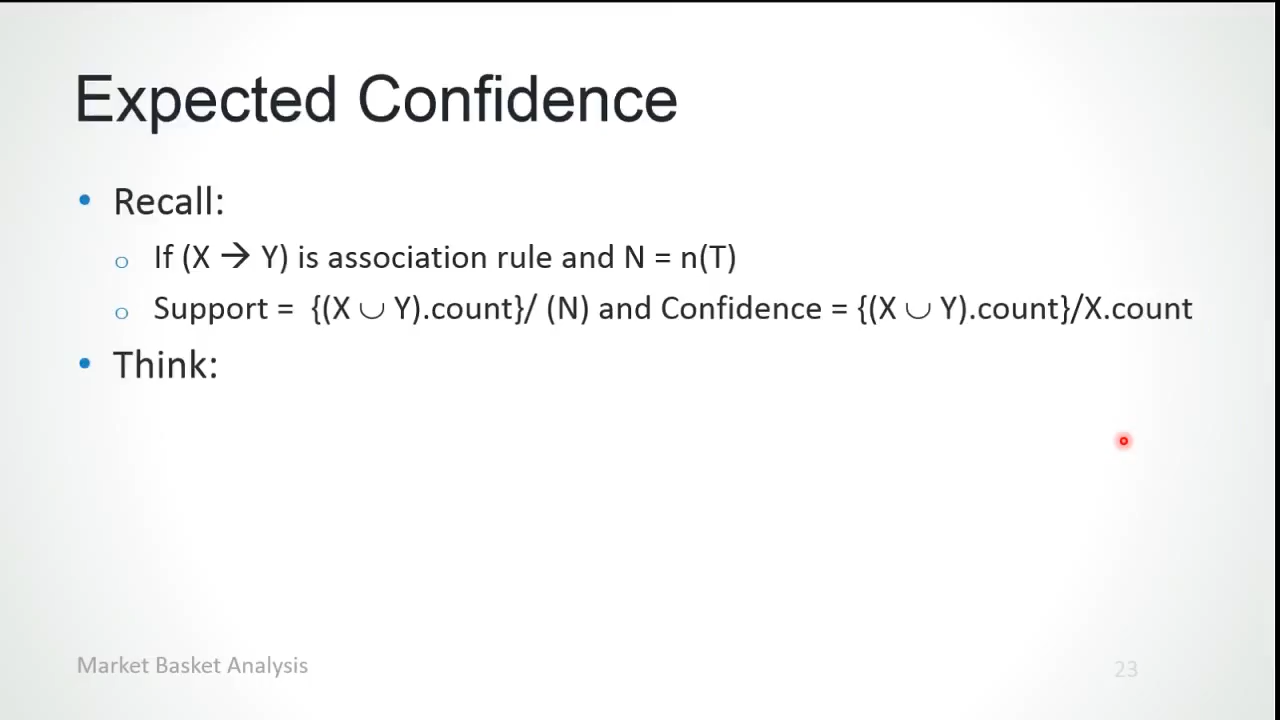 Expected Confidence
• Recall:
o If (X → Y) is association rule and N = n(T)
o Support = {(X ∪ Y).count}/ (N) and Confidence = {(X ∪ Y).count}/X.count
• Think:
Market Basket Analysis
23